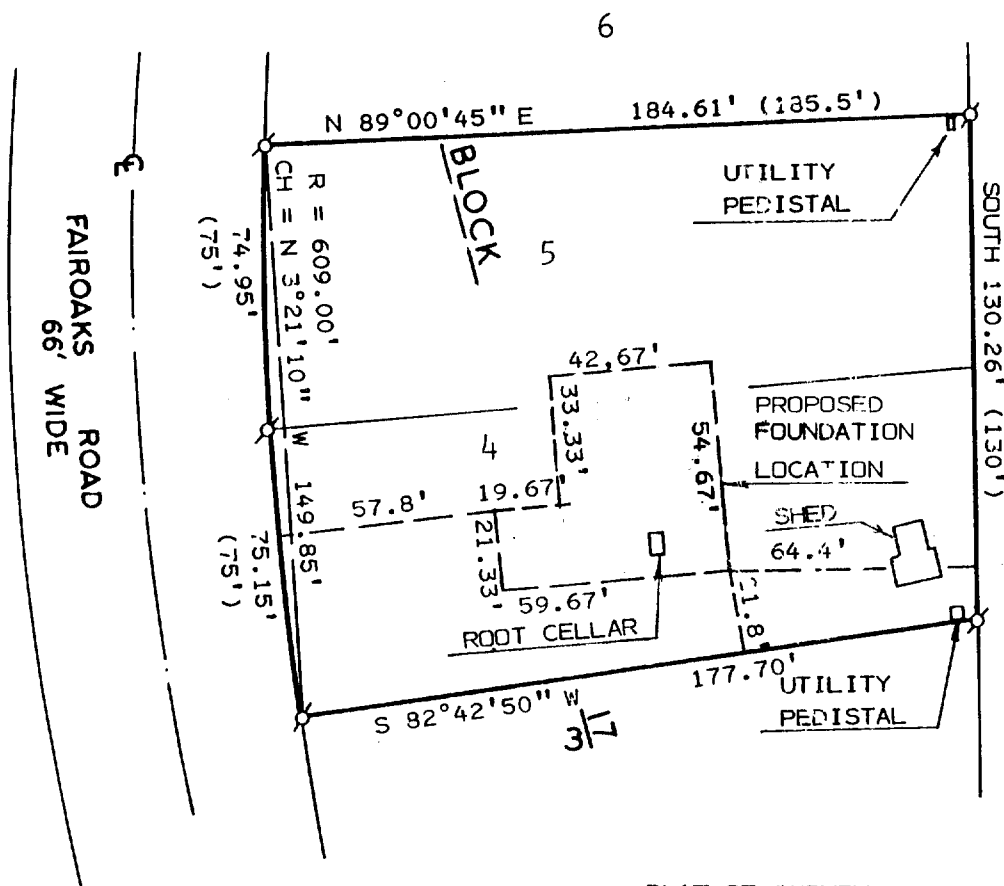 6
N 89°00'45" E
184.61' (185.5')
℄
BLOCK
UTILITY
PEDISTAL
SOUTH 130.26' (130')
R = 609.00'
CH = N 3°21'10" W 149.85'
74.95'
(75')
5
FAIROAKS ROAD
66' WIDE
42,67'
33.33'
54.67'
PROPOSED
FOUNDATION
LOCATION
4
57.8'
19.67'
21.33'
SHED
64.4'
75.15'
(75')
59.67'
ROOT CELLAR
S 82°42'50" W
177.70'
UTILITY
PEDISTAL
17
3